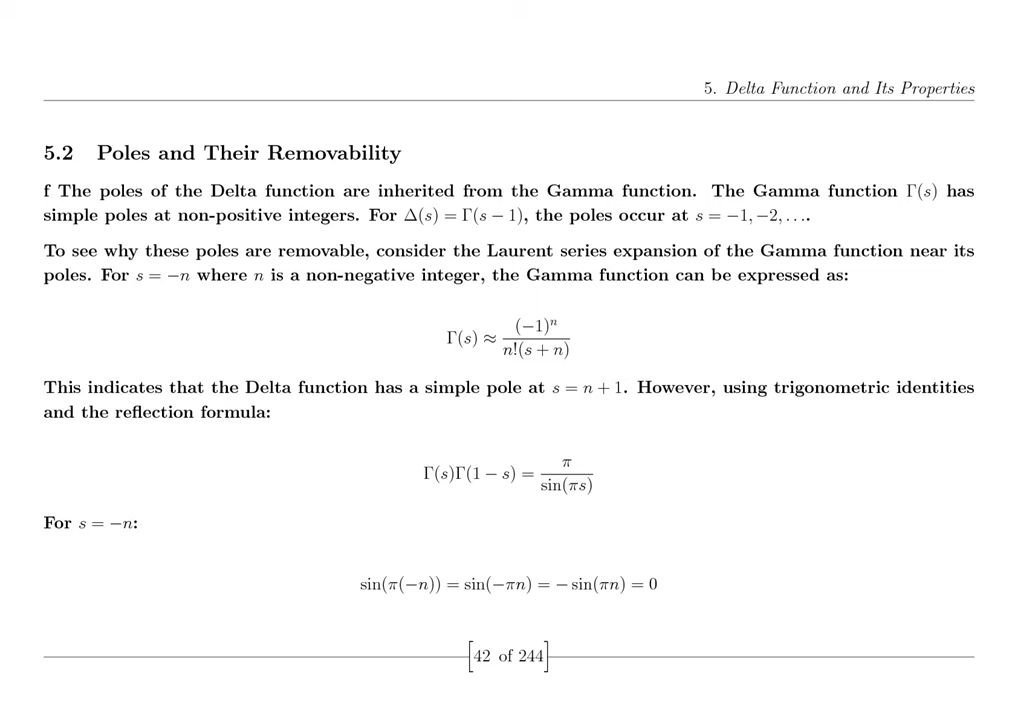 5. Delta Function and Its Properties
5.2 Poles and Their Removability
f The poles of the Delta function are inherited from the Gamma function. The Gamma function Γ(s) has
simple poles at non-positive integers. For Δ(s) = Γ(s − 1), the poles occur at s = −1, −2, . . ..
To see why these poles are removable, consider the Laurent series expansion of the Gamma function near its
poles. For s = −n where n is a non-negative integer, the Gamma function can be expressed as:
Γ(s) ≈ (−1)^n / n!(s + n)
This indicates that the Delta function has a simple pole at s = n + 1. However, using trigonometric identities
and the reflection formula:
Γ(s)Γ(1 − s) = π / sin(πs)
For s = −n:
sin(π(−n)) = sin(−πn) = − sin(πn) = 0
[42 of 244]